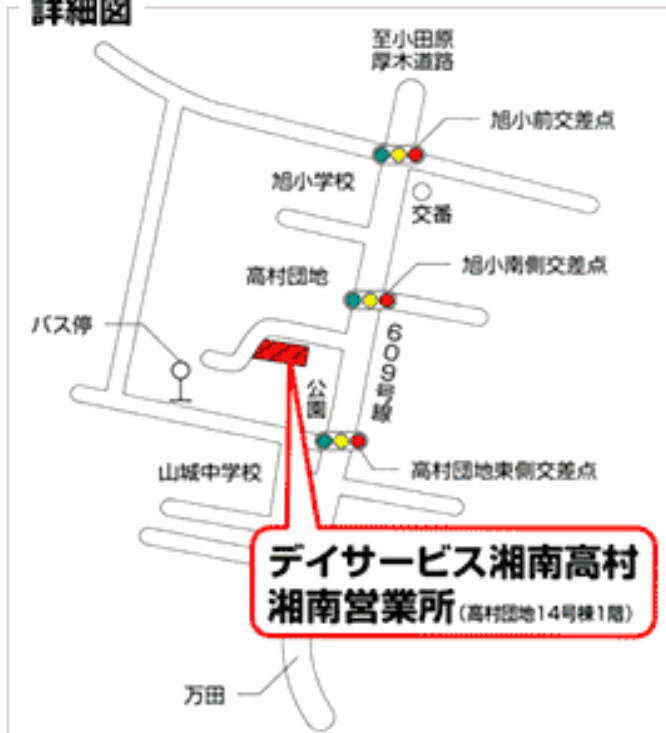 詳細図
至小田原
厚木道路
旭小前交差点
旭小学校
交番
旭小南側交差点
高村団地
バス停
609号線
公園
高村団地東側交差点
山城中学校
デイサービス湘南高村
湘南営業所(高村団地14号棟1階)
万田